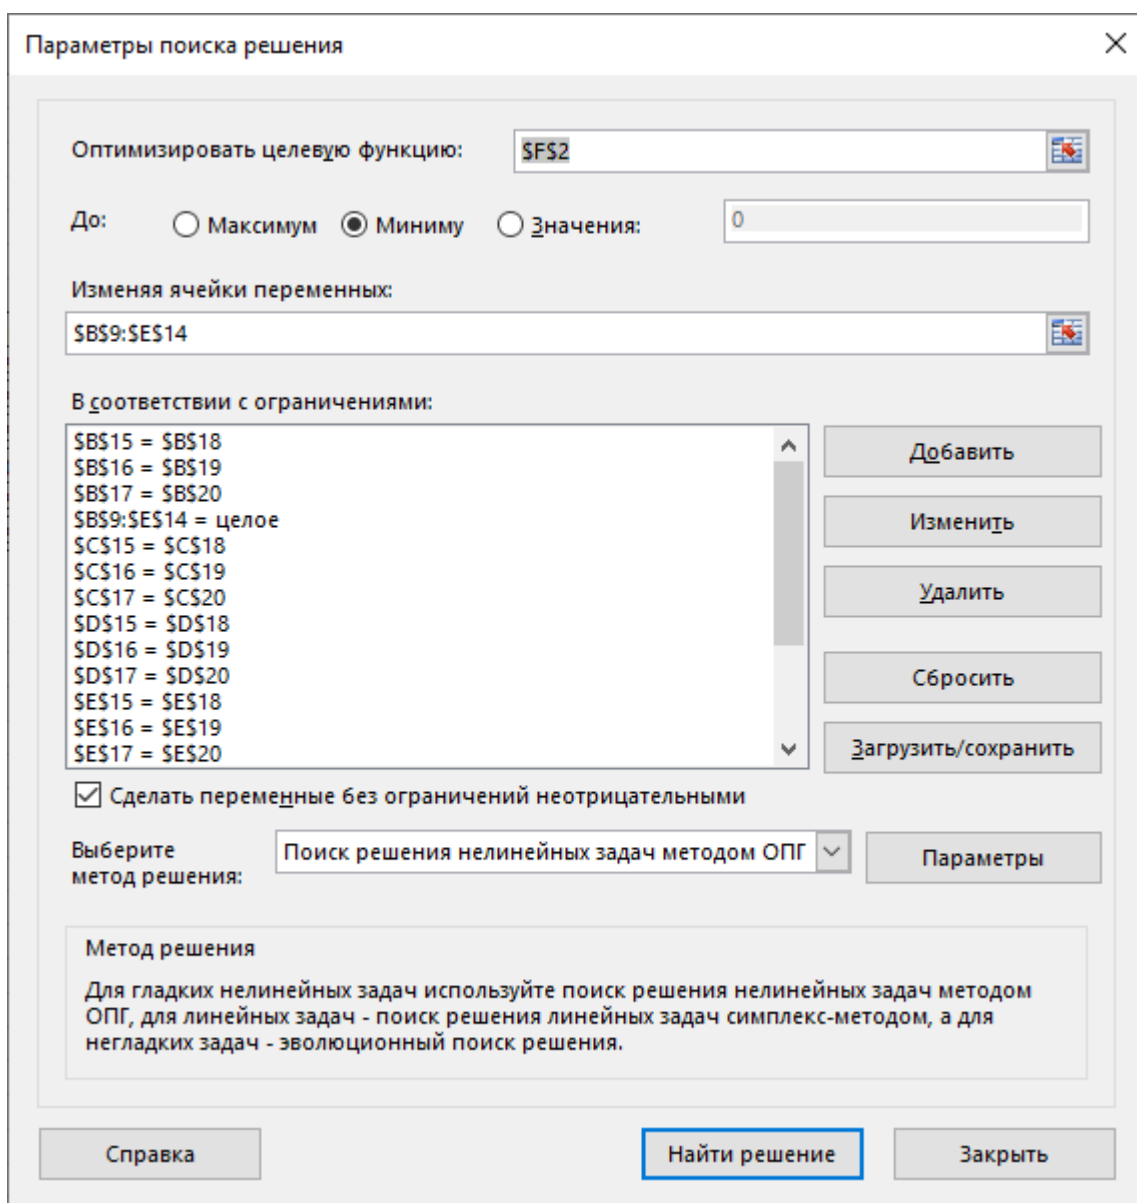 Параметры поиска решения
Оптимизировать целевую функцию: $F$2
До: Максимум Миниму Значения: 0
Изменяя ячейки переменных:
$B$9:$E$14
В соответствии с ограничениями:
$B$15 = $B$18
$B$16 = $B$19
$B$17 = $B$20
$B$9:$E$14 = целое
$C$15 = $C$18
$C$16 = $C$19
$C$17 = $C$20
$D$15 = $D$18
$D$16 = $D$19
$D$17 = $D$20
$E$15 = $E$18
$E$16 = $E$19
$E$17 = $E$20
Добавить
Изменить
Удалить
Сбросить
Загрузить/сохранить
Сделать переменные без ограничений неотрицательными
Выберите
метод решения:
Поиск решения нелинейных задач методом ОПГ
Параметры
Метод решения
Для гладких нелинейных задач используйте поиск решения нелинейных задач методом
ОПГ, для линейных задач - поиск решения линейных задач симплекс-методом, а для
негладких задач - эволюционный поиск решения.
Справка Найти решение Закрыть